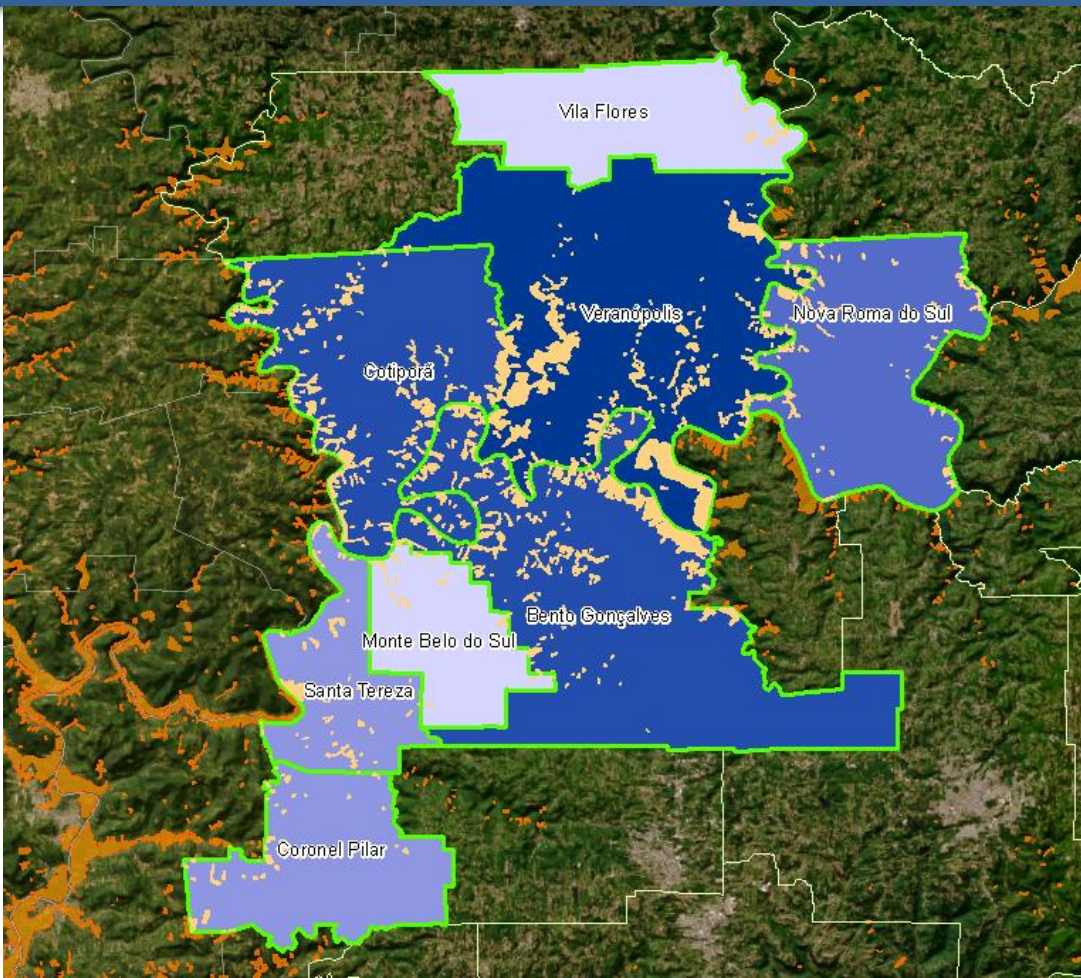 Vila Flores
Veranópolis
Nova Roma do Sul
Cotiporã
Bento Gonçalves
Monte Belo do Sul
Santa Tereza
Coronel Pilar